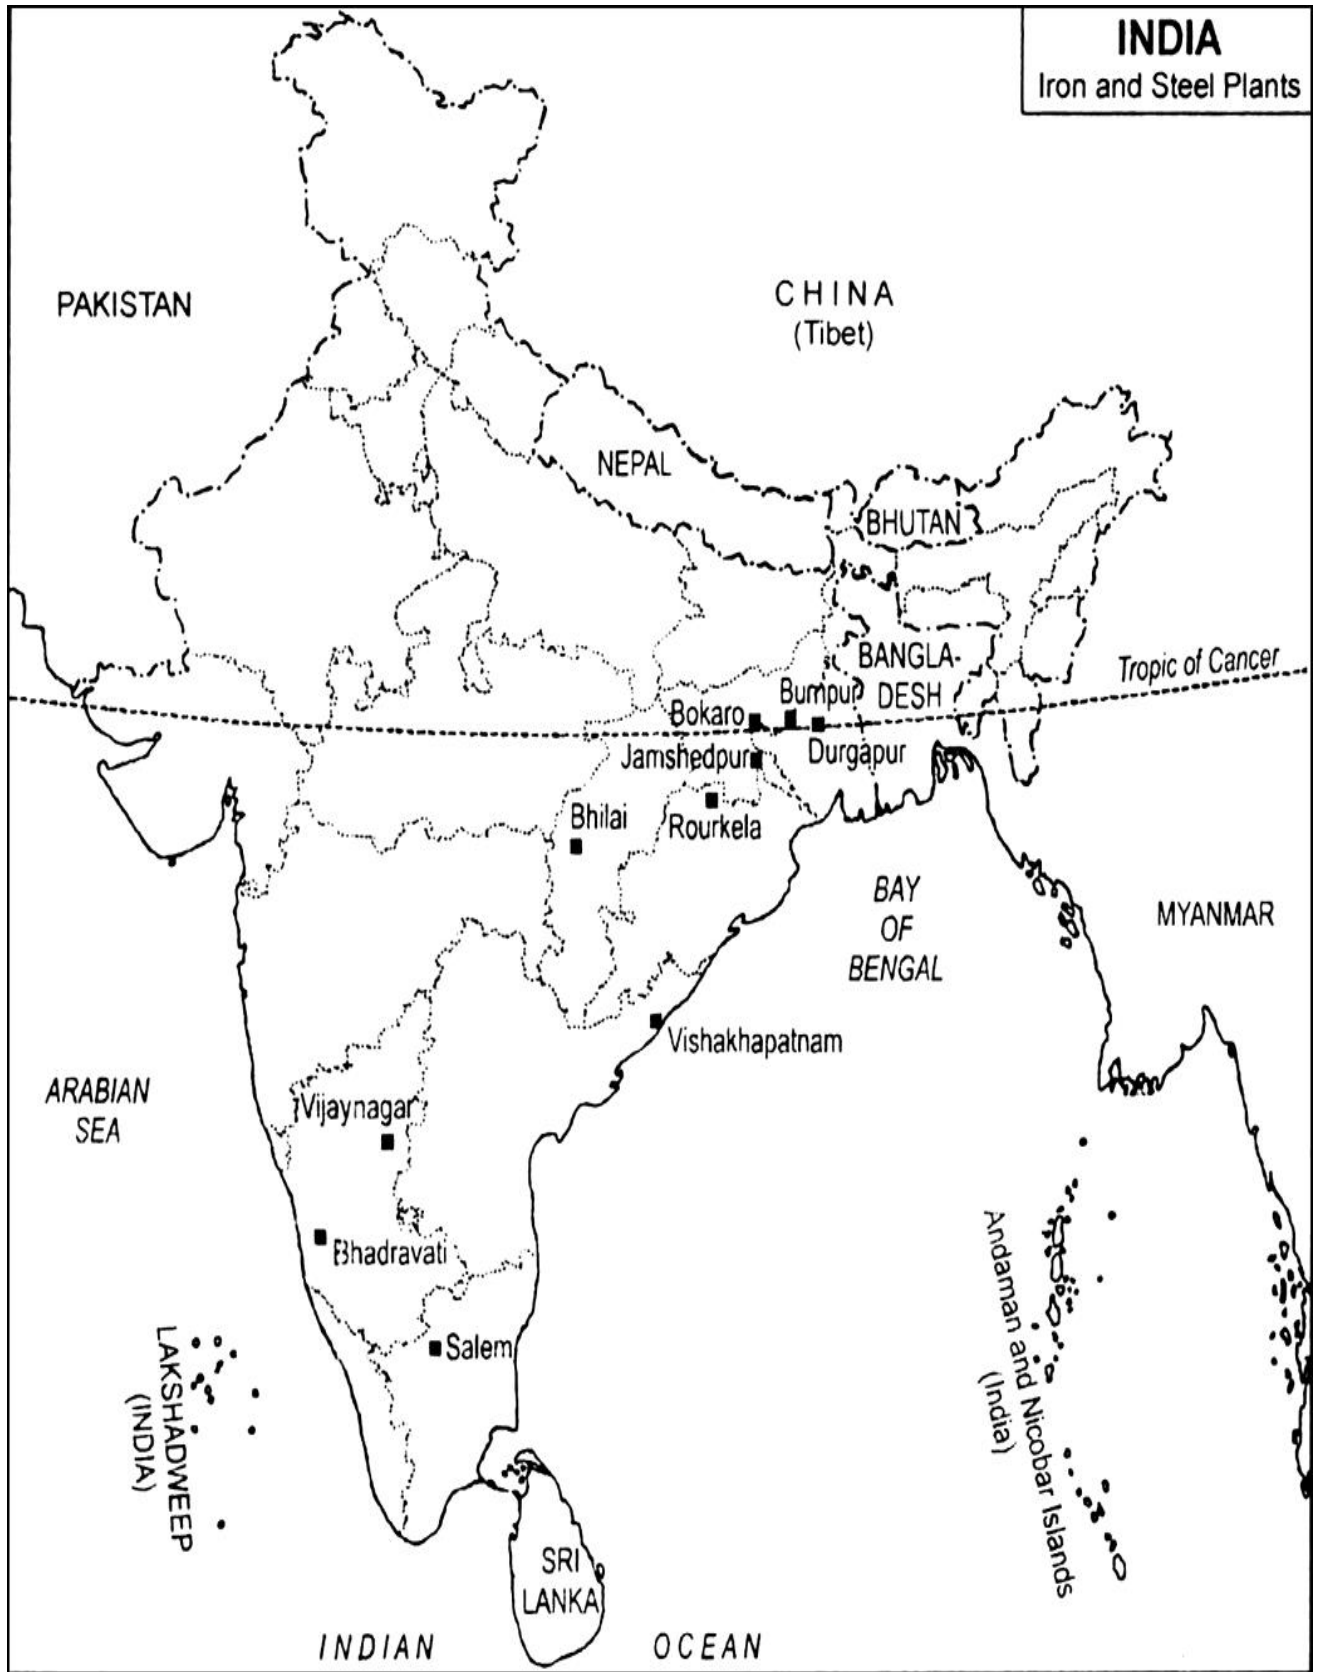 INDIA
Iron and Steel Plants
PAKISTAN
CHINA
(Tibet)
NEPAL
BHUTAN
BANGLA-
DESH
Tropic of Cancer
Bumpur
Bokaro
Durgapur
Jamshedpur
Bhilai
Rourkela
BAY
OF
BENGAL
MYANMAR
Vishakhapatnam
ARABIAN
SEA
Vijaynagar
Bhadravati
Salem
LAKSHADWEEP
(INDIA)
Andaman and Nicobar Islands
(India)
SRI
LANKA
INDIAN OCEAN